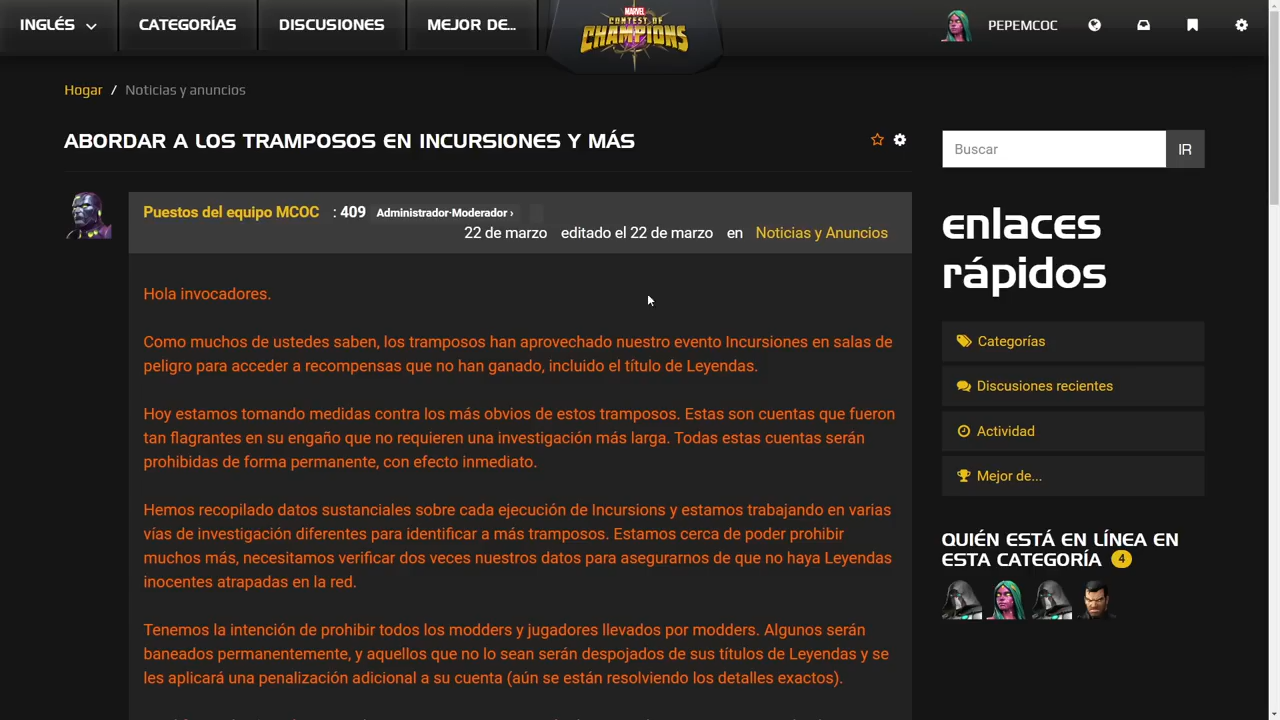 INGLÉS
CATEGORÍAS
DISCUSIONES
MEJOR DE...
MARVEL
CONTEST OF
CHAMPIONS
PEPEMCOC
Hogar / Noticias y anuncios
ABORDAR A LOS TRAMPOSOS EN INCURSIONES Y MÁS
Puestos del equipo MCOC : 409 Administrador·Moderador ›
22 de marzo editado el 22 de marzo en Noticias y Anuncios
Hola invocadores.
Como muchos de ustedes saben, los tramposos han aprovechado nuestro evento Incursiones en salas de
peligro para acceder a recompensas que no han ganado, incluido el título de Leyendas.
Hoy estamos tomando medidas contra los más obvios de estos tramposos. Estas son cuentas que fueron
tan flagrantes en su engaño que no requieren una investigación más larga. Todas estas cuentas serán
prohibidas de forma permanente, con efecto inmediato.
Hemos recopilado datos sustanciales sobre cada ejecución de Incursions y estamos trabajando en varias
vías de investigación diferentes para identificar a más tramposos. Estamos cerca de poder prohibir
muchos más, necesitamos verificar dos veces nuestros datos para asegurarnos de que no haya Leyendas
inocentes atrapadas en la red.
Tenemos la intención de prohibir todos los modders y jugadores llevados por modders. Algunos serán
baneados permanentemente, y aquellos que no lo sean serán despojados de sus títulos de Leyendas y se
les aplicará una penalización adicional a su cuenta (aún se están resolviendo los detalles exactos).
Buscar
IR
enlaces
rápidos
Categorías
Discusiones recientes
Actividad
Mejor de...
QUIÉN ESTÁ EN LÍNEA EN
ESTA CATEGORÍA 4